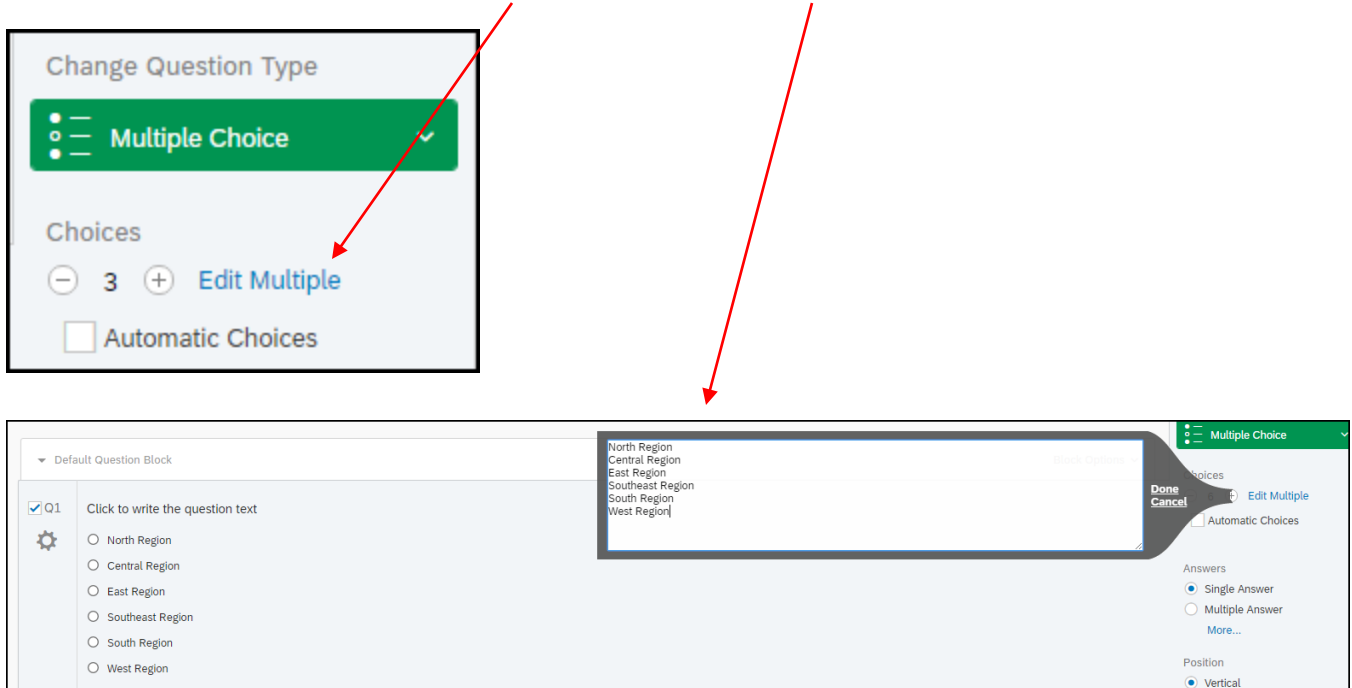 Change Question Type
Multiple Choice
Choices
3 Edit Multiple
Automatic Choices
Default Question Block
Q1 Click to write the question text
North Region
Central Region
East Region
Southeast Region
South Region
West Region
North Region
Central Region
East Region
Southeast Region
South Region
West Region
Block Options
Done
Cancel
Multiple Choice
Choices
6 Edit Multiple
Automatic Choices
Answers
Single Answer
Multiple Answer
More...
Position
Vertical